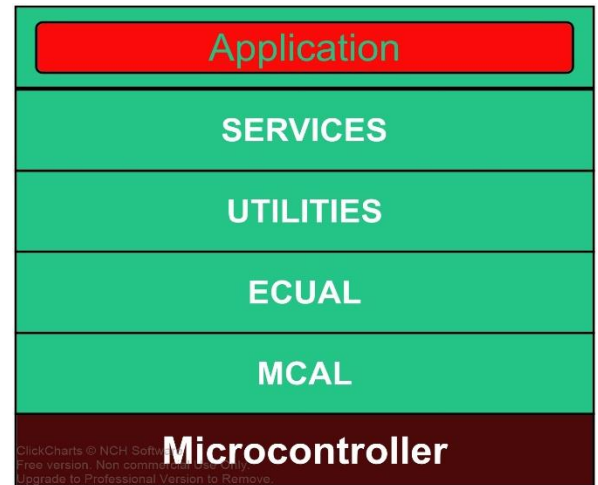 Application
SERVICES
UTILITIES
ECUAL
MCAL
Microcontroller
ClickCharts © NCH Software
Free version. Non commercial Use Only.
Upgrade to Professional Version to Remove.